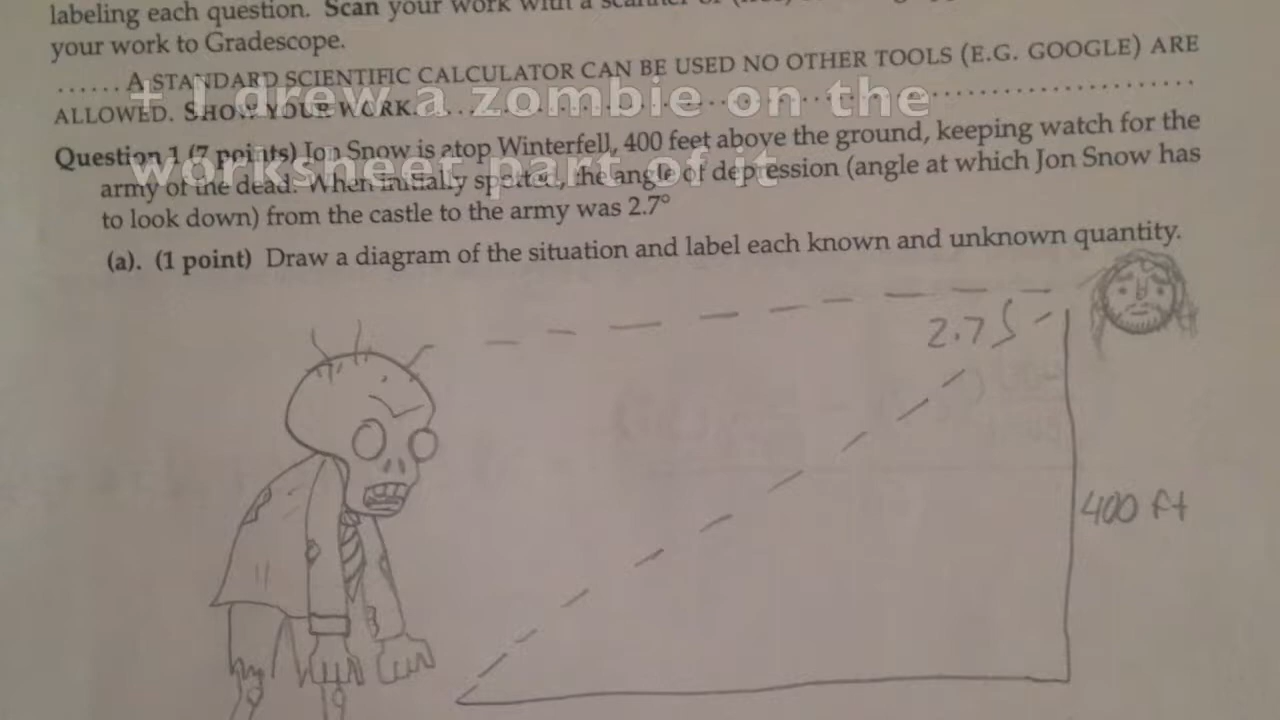 labeling each question. Scan your work with a scanner or
your work to Gradescope.
......A STANDARD SCIENTIFIC CALCULATOR CAN BE USED NO OTHER TOOLS (E.G. GOOGLE) ARE
ALLOWED. SHOW YOUR WORK.
+ I drew a zombie on the
worksheet part of it
Question 1 (7 points) Jon Snow is atop Winterfell, 400 feet above the ground, keeping watch for the
army of the dead. When initially spotted, the angle of depression (angle at which Jon Snow has
to look down) from the castle to the army was 2.7°
(a). (1 point) Draw a diagram of the situation and label each known and unknown quantity.
2.7
400 ft